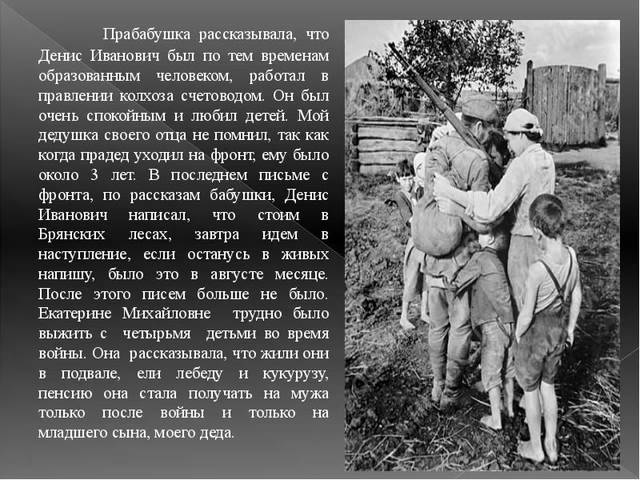 Прабабушка рассказывала, что
Денис Иванович был по тем временам
образованным человеком, работал в
правлении колхоза счетоводом. Он был
очень спокойным и любил детей. Мой
дедушка своего отца не помнил, так как
когда прадед уходил на фронт, ему было
около 3 лет. В последнем письме с
фронта, по рассказам бабушки, Денис
Иванович написал, что стоим в
Брянских лесах, завтра идем в
наступление, если останусь в живых
напишу, было это в августе месяце.
После этого писем больше не было.
Екатерине Михайловне трудно было
выжить с четырьмя детьми во время
войны. Она рассказывала, что жили они
в подвале, ели лебеду и кукурузу,
пенсию она стала получать на мужа
только после войны и только на
младшего сына, моего деда.